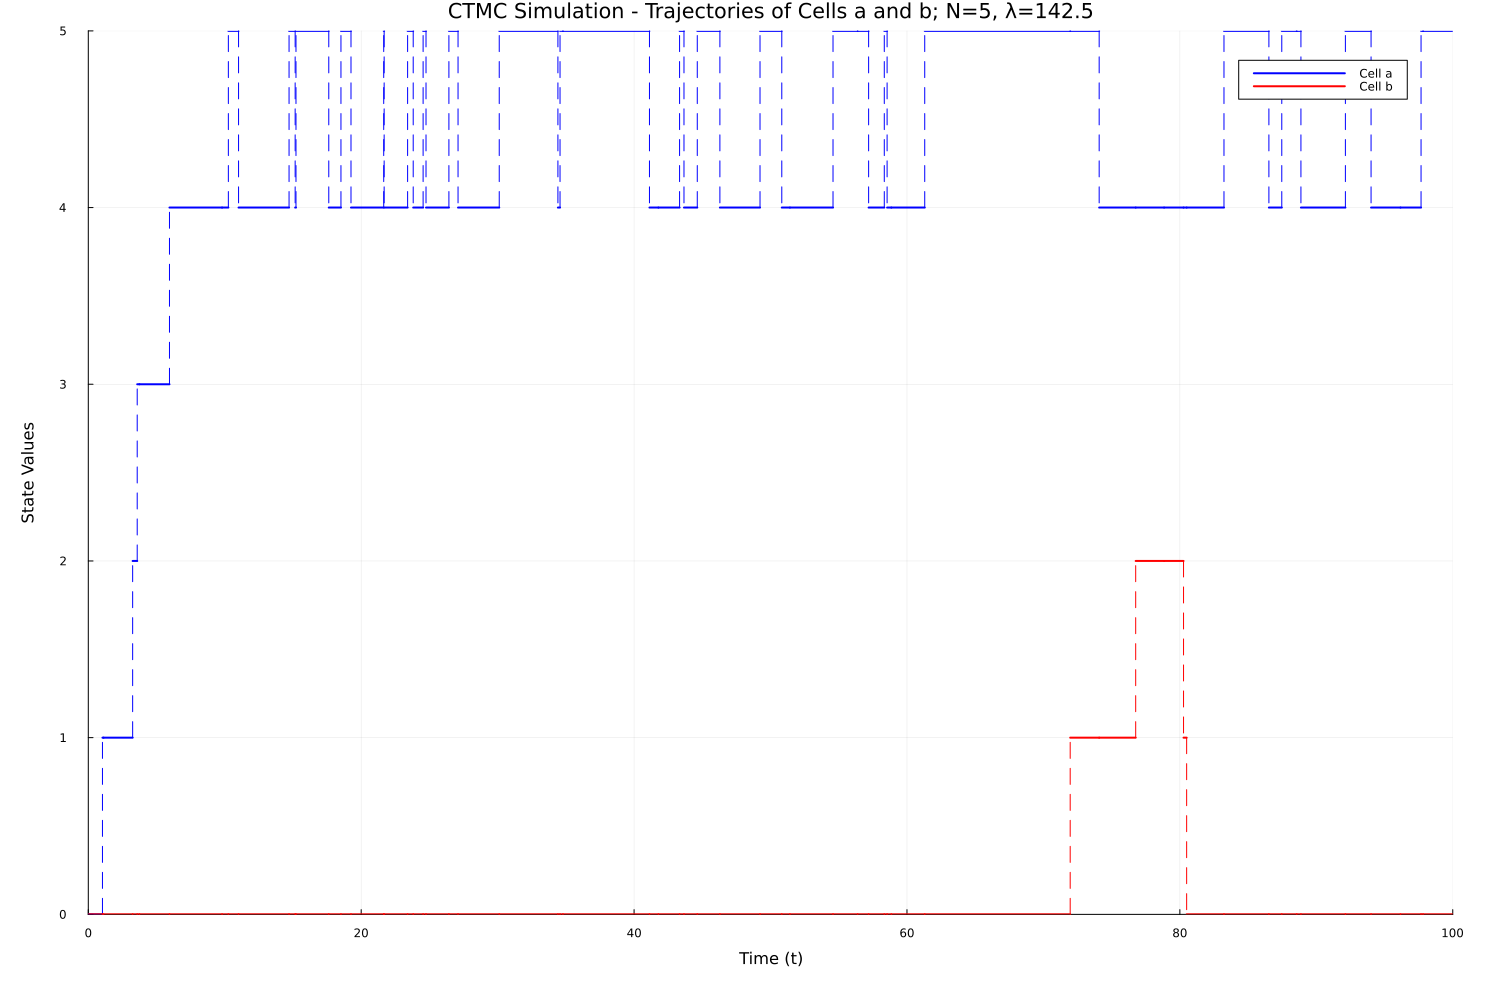 CTMC Simulation - Trajectories of Cells a and b; N=5, λ=142.5
5
Cell a
Cell b
4
3
State Values
2
1
0
0 20 40 60 80 100
Time (t)